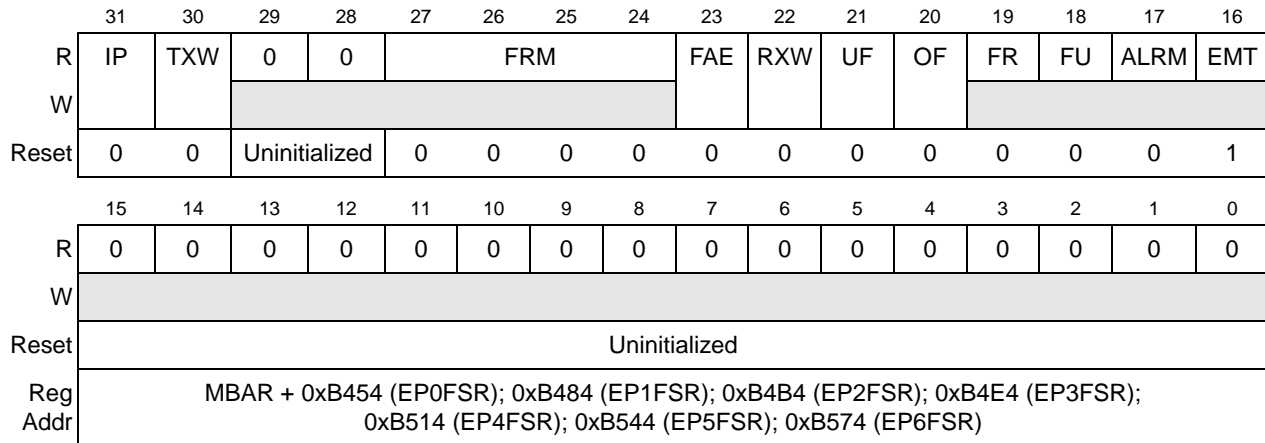 31 30 29 28 27 26 25 24 23 22 21 20 19 18 17 16
R IP TXW 0 0 FRM FAE RXW UF OF FR FU ALRM EMT
W
Reset 0 0 Uninitialized 0 0 0 0 0 0 0 0 0 0 0 1
15 14 13 12 11 10 9 8 7 6 5 4 3 2 1 0
R 0 0 0 0 0 0 0 0 0 0 0 0 0 0 0 0
W
Reset Uninitialized
Reg MBAR + 0xB454 (EP0FSR); 0xB484 (EP1FSR); 0xB4B4 (EP2FSR); 0xB4E4 (EP3FSR);
Addr 0xB514 (EP4FSR); 0xB544 (EP5FSR); 0xB574 (EP6FSR)